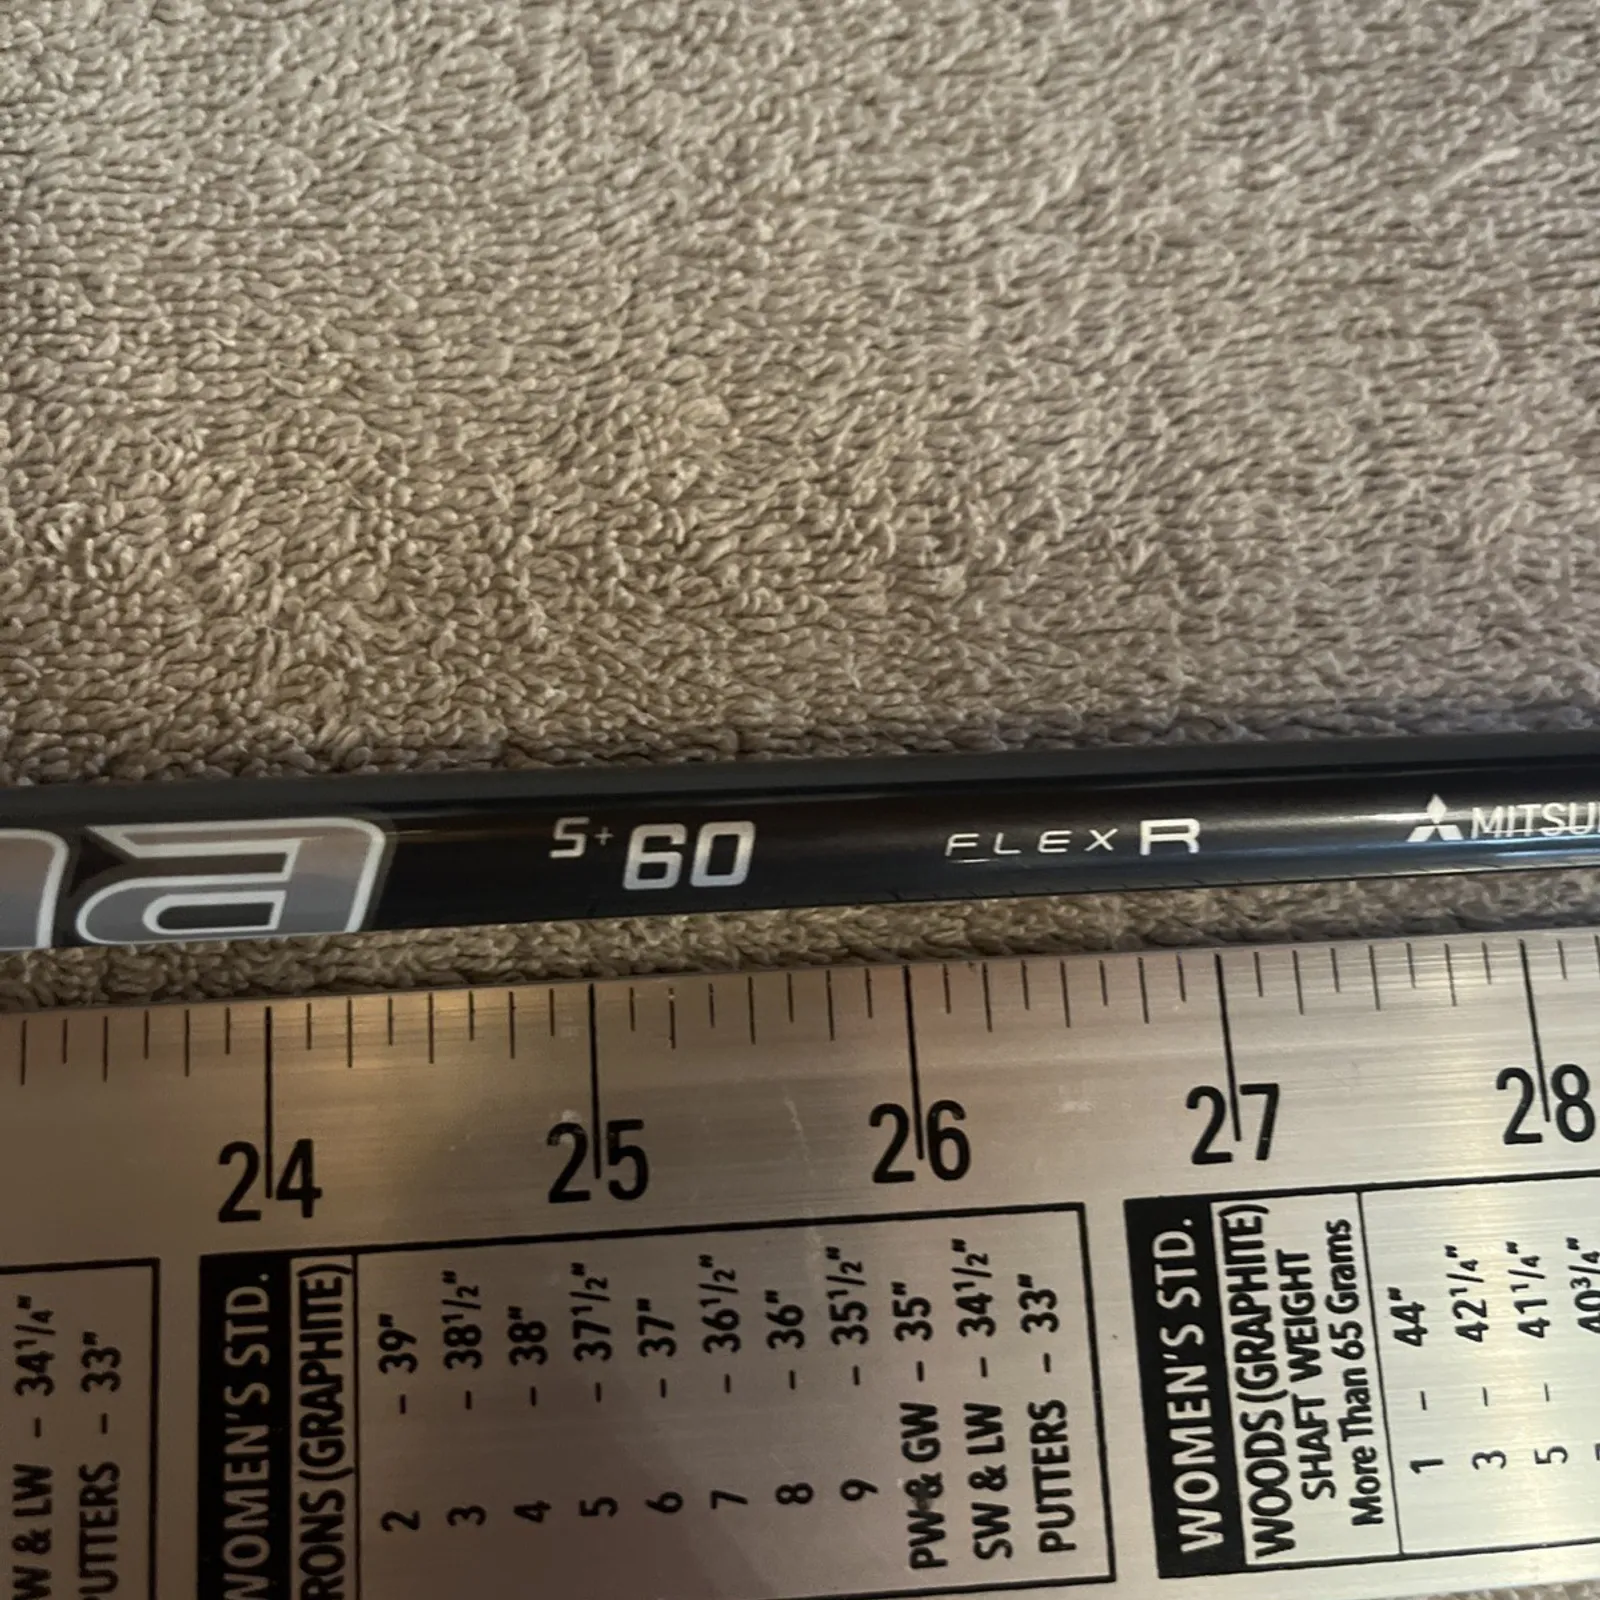 S+ 60 FLEX R MITSU
24 25 26 27 28
W & LW - 34 1/4"
PUTTERS - 33"
WOMEN'S STD.
IRONS (GRAPHITE)
2 - 39"
3 - 38 1/2"
4 - 38"
5 - 37 1/2"
6 - 37"
7 - 36 1/2"
8 - 36"
9 - 35 1/2"
PW & GW - 35"
SW & LW - 34 1/2"
PUTTERS - 33"
WOMEN'S STD.
WOODS (GRAPHITE)
SHAFT WEIGHT
More Than 65 Grams
1 - 44"
3 - 42 1/4"
5 - 41 1/4"
40 3/4"